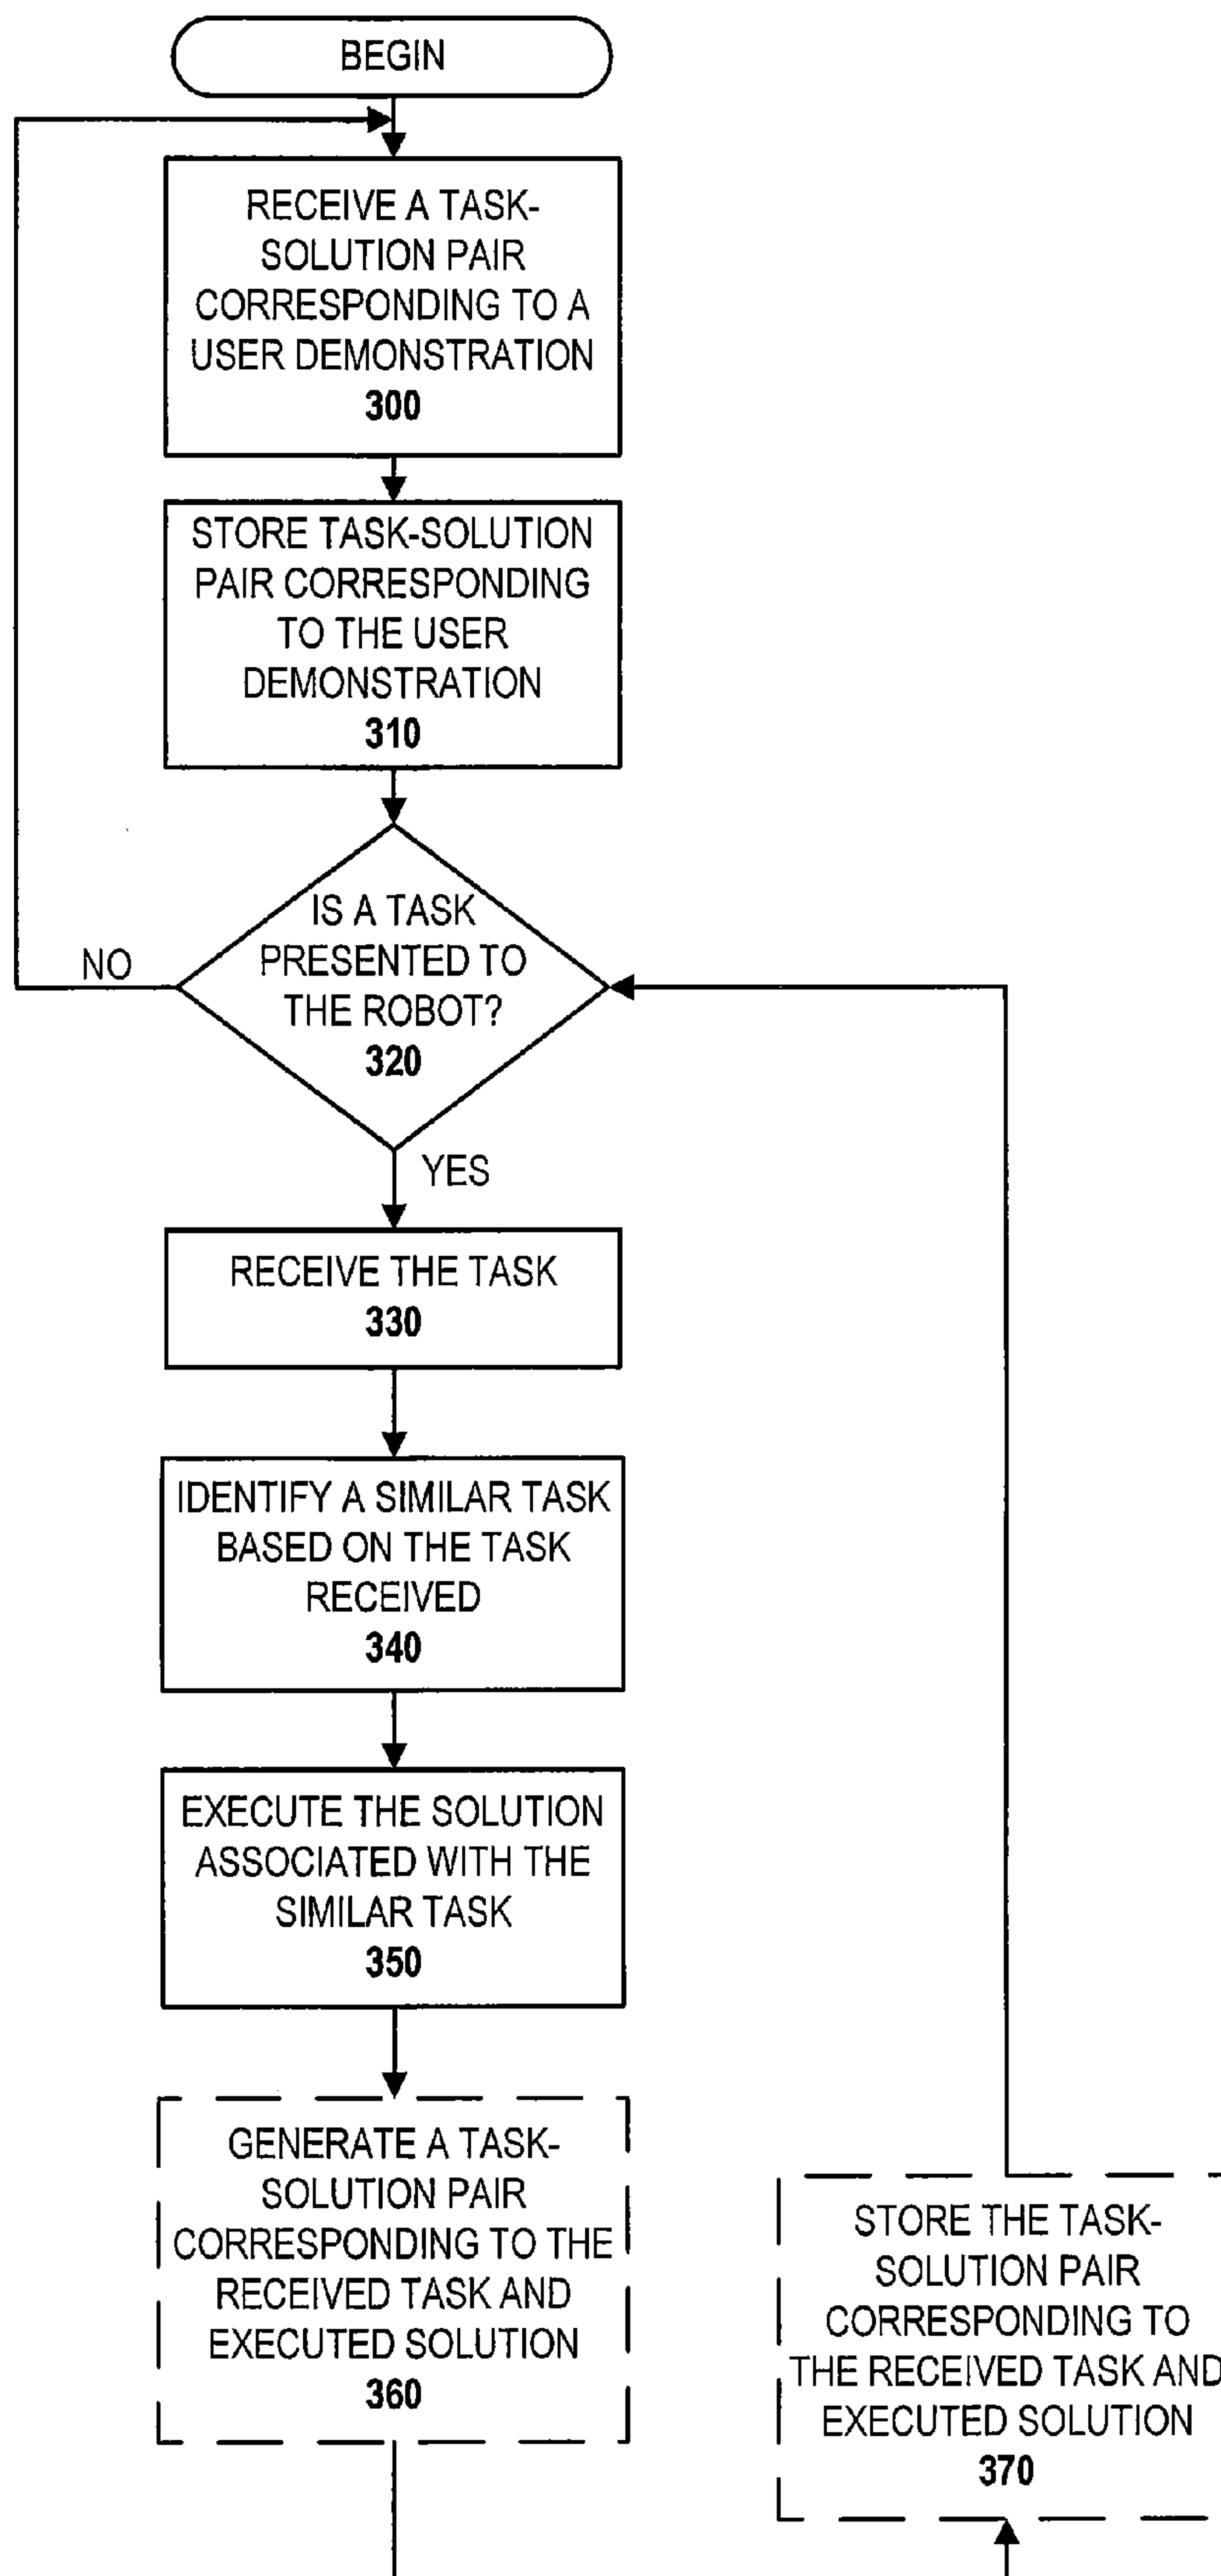 BEGIN
RECEIVE A TASK-
SOLUTION PAIR
CORRESPONDING TO A
USER DEMONSTRATION
300
STORE TASK-SOLUTION
PAIR CORRESPONDING
TO THE USER
DEMONSTRATION
310
IS A TASK
PRESENTED TO
THE ROBOT?
320
NO
YES
RECEIVE THE TASK
330
IDENTIFY A SIMILAR TASK
BASED ON THE TASK
RECEIVED
340
EXECUTE THE SOLUTION
ASSOCIATED WITH THE
SIMILAR TASK
350
GENERATE A TASK-
SOLUTION PAIR
CORRESPONDING TO THE
RECEIVED TASK AND
EXECUTED SOLUTION
360
STORE THE TASK-
SOLUTION PAIR
CORRESPONDING TO
THE RECEIVED TASK AND
EXECUTED SOLUTION
370